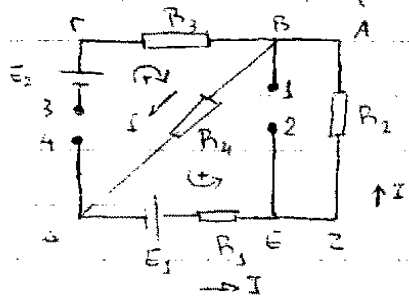 Γ R₃ B A
E₂
3
4
1
2
I
R₄
R₂
+
+
↑ I
Δ E₁ R₁ E Z
→ I